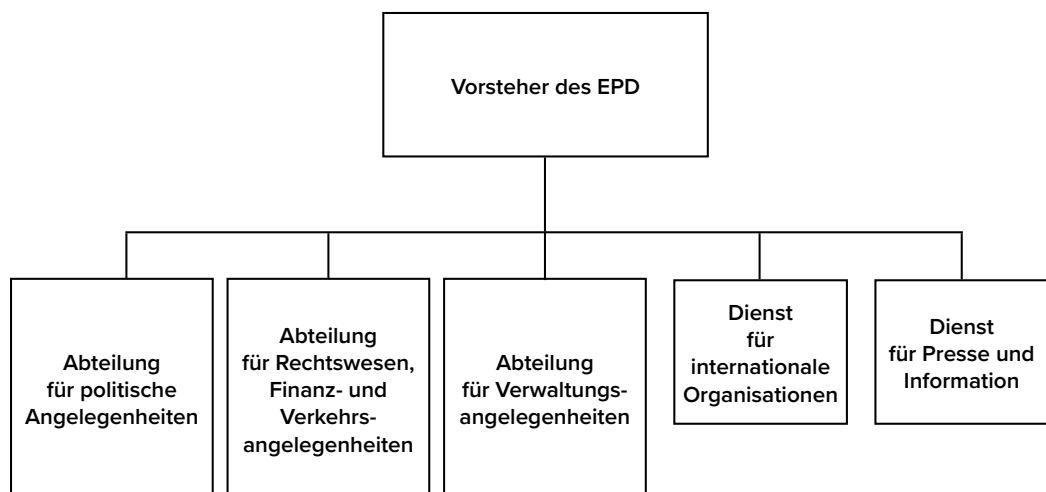 Vorsteher des EPD
Abteilung
für politische
Angelegenheiten
Abteilung
für Rechtswesen,
Finanz- und
Verkehrs-
angelegenheiten
Abteilung
für Verwaltungs-
angelegenheiten
Dienst
für
internationale
Organisationen
Dienst
für Presse und
Information